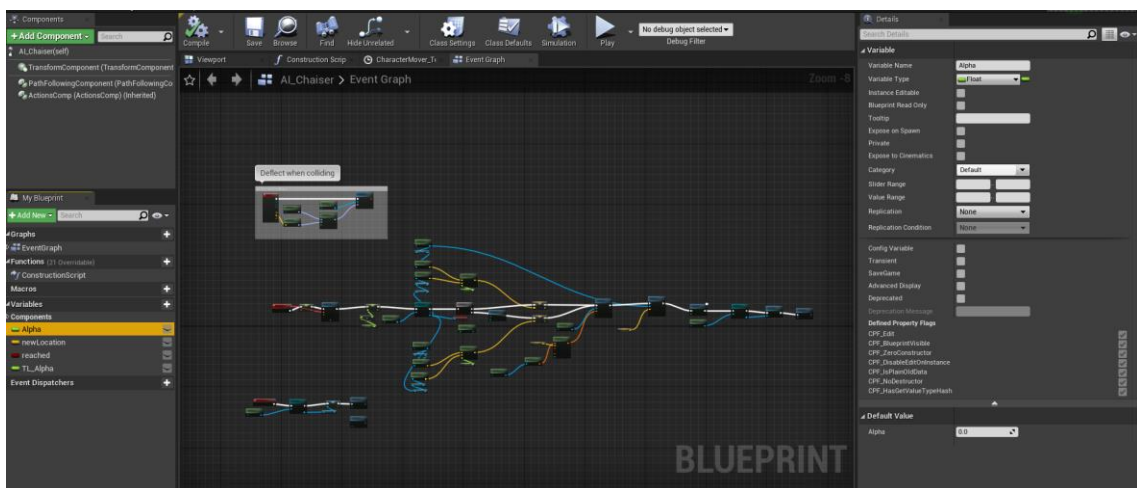 Components
+Add Component
Search
AI_Chaiser(self)
TransformComponent (TransformComponent
PathFollowingComponent (PathFollowingCo
ActionsComp (ActionsComp) (Inherited)
My Blueprint
+Add New
Search
Graphs
EventGraph
Functions (21 Overridable)
ConstructionScript
Macros
Variables
Components
Alpha
newLocation
reached
TL_Alpha
Event Dispatchers
Compile
Save
Browse
Find
Hide Unrelated
Class Settings
Class Defaults
Simulation
Play
No debug object selected
Debug Filter
Viewport
Construction Scrip
CharacterMover_T
Event Graph
AI_Chaiser > Event Graph
Zoom -8
Deflect when colliding
BLUEPRINT
Details
Search Details
Variable
Variable Name Alpha
Variable Type Float
Instance Editable
Blueprint Read Only
Tooltip
Expose on Spawn
Private
Expose to Cinematics
Category Default
Slider Range
Value Range
Replication None
Replication Condition None
Config Variable
Transient
SaveGame
Advanced Display
Deprecated
Deprecation Message
Defined Property Flags
CPF_Edit
CPF_BlueprintVisible
CPF_ZeroConstructor
CPF_DisableEditOnInstance
CPF_IsPlainOldData
CPF_NoDestructor
CPF_HasGetValueTypeHash
Default Value
Alpha 0.0